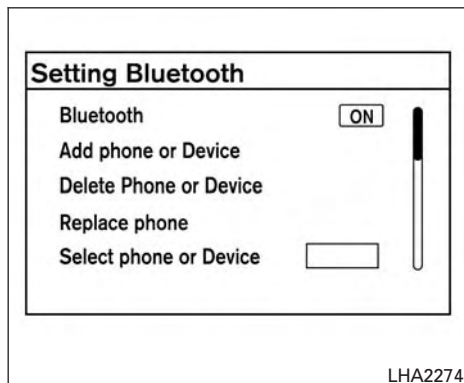 Setting Bluetooth
Bluetooth ON
Add phone or Device
Delete Phone or Device
Replace phone
Select phone or Device
LHA2274